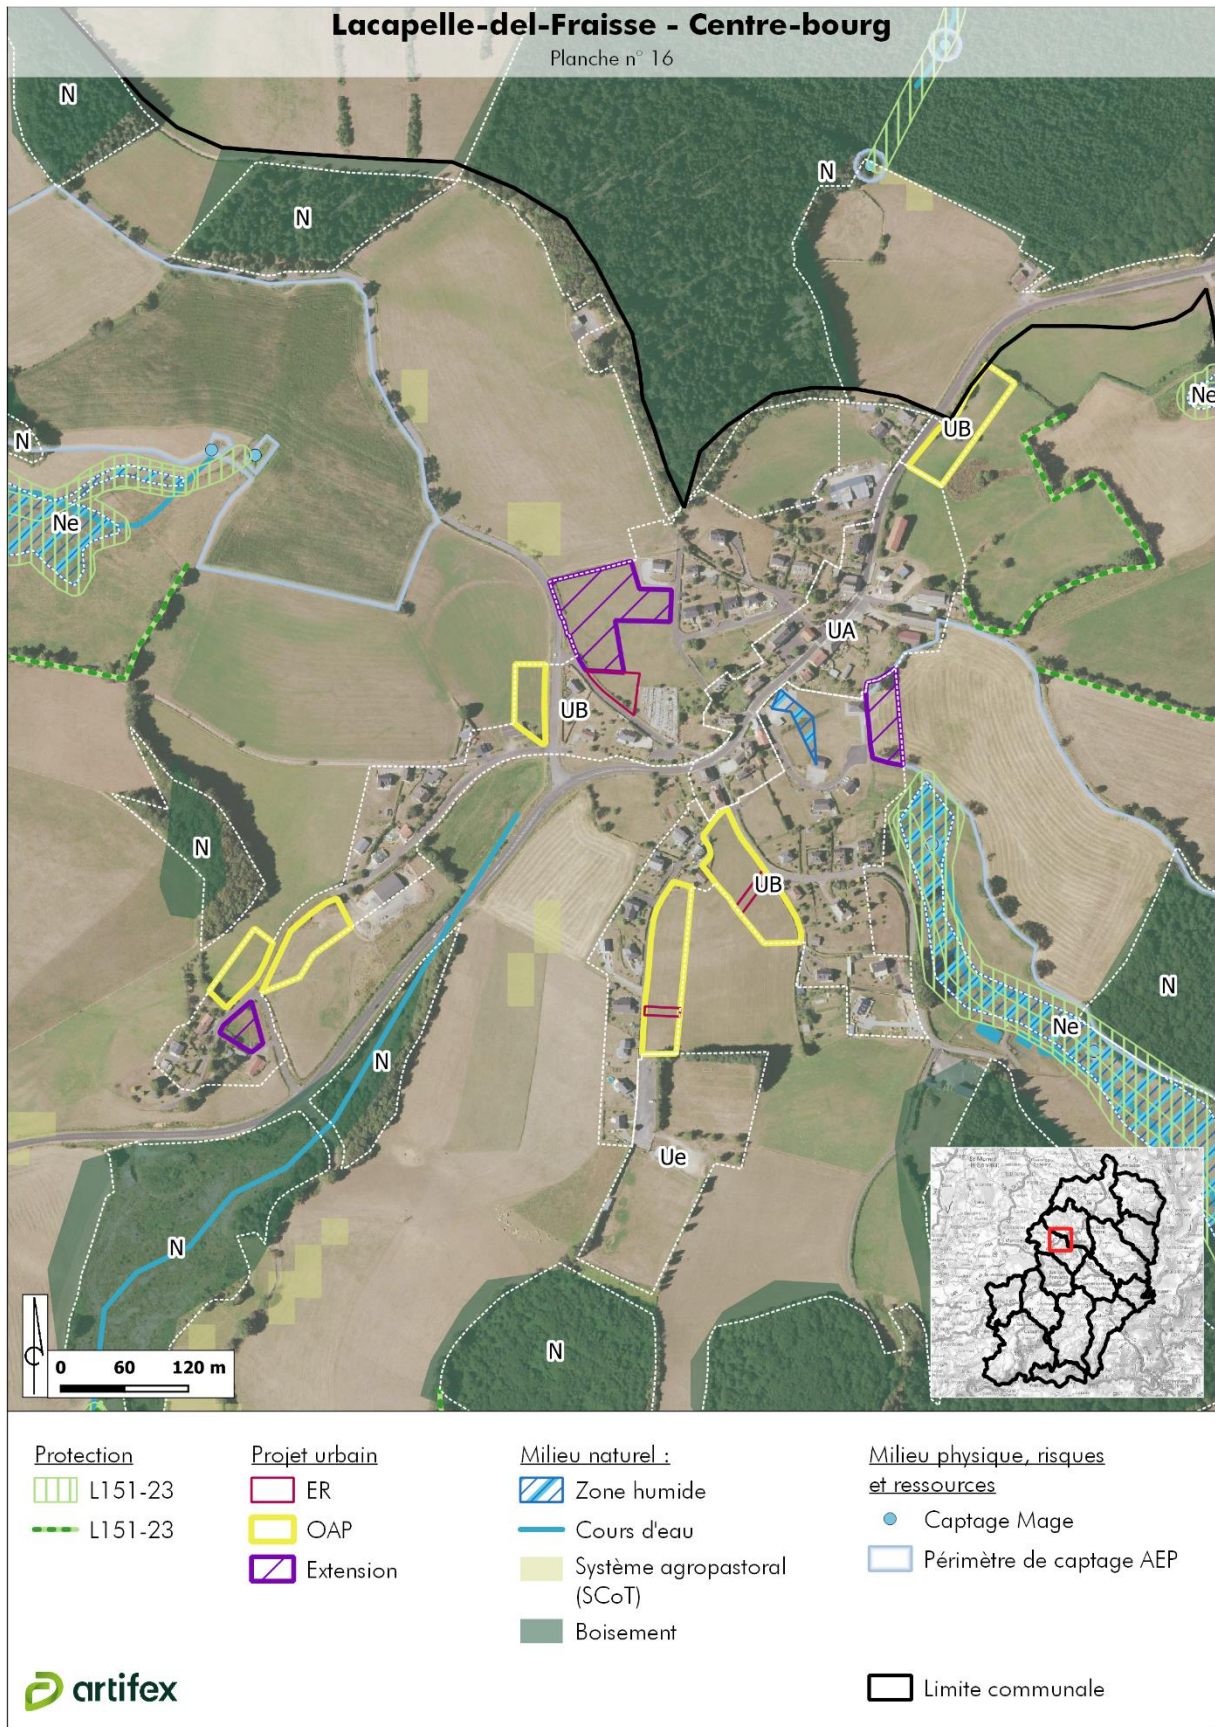 Lacapelle-del-Fraisse - Centre-bourg
Planche n° 16
N
N
N
UB
Ne
N
Ne
UA
UB
N
UB
N
N
Ne
Ue
N
N
0 60 120 m
Protection
L151-23
L151-23
Projet urbain
ER
OAP
Extension
Milieu naturel :
Zone humide
Cours d'eau
Système agropastoral
(SCoT)
Boisement
Milieu physique, risques
et ressources
Captage Mage
Périmètre de captage AEP
Limite communale
artifex